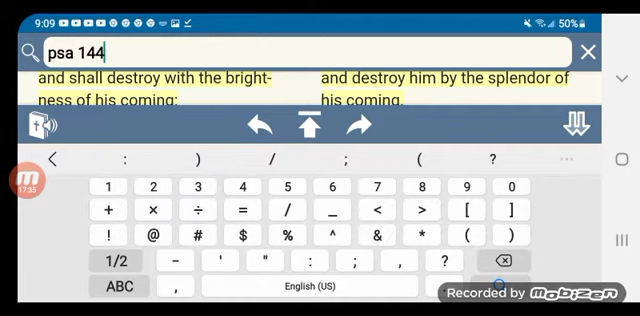 9:09 50%
psa 144
and shall destroy with the bright-
ness of his coming:
and destroy him by the splendor of
his coming.
: ) / ; ( ? ...
17:35
1 2 3 4 5 6 7 8 9 0
+ × ÷ = / _ < > [ ]
! @ # $ % ^ & * ( )
1/2 - ' " : ; , ?
ABC , English (US) .
Recorded by mobizen